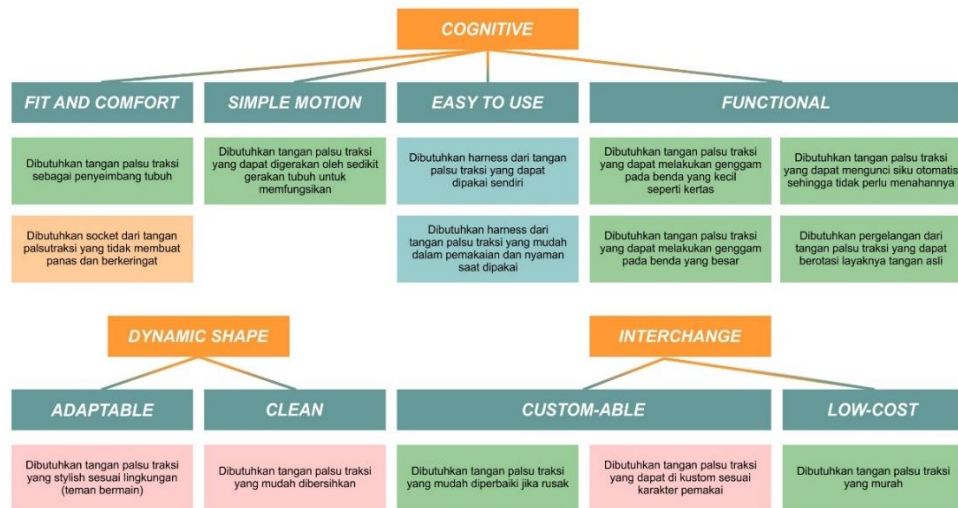 COGNITIVE
FIT AND COMFORT
SIMPLE MOTION
EASY TO USE
FUNCTIONAL
Dibutuhkan tangan palsu traksi
sebagai penyeimbang tubuh
Dibutuhkan tangan palsu traksi
yang dapat digerakan oleh sedikit
gerakan tubuh untuk
memfungsikan
Dibutuhkan harness dari tangan
palsu traksi yang dapat
dipakai sendiri
Dibutuhkan tangan palsu traksi
yang dapat melakukan genggam
pada benda yang kecil
seperti kertas
Dibutuhkan tangan palsu traksi
yang dapat mengunci siku otomatis
sehingga tidak perlu menahannya
Dibutuhkan socket dari tangan
palsutraksi yang tidak membuat
panas dan berkeringat
Dibutuhkan harness dari
tangan palsu traksi yang mudah
dalam pemakaian dan nyaman
saat dipakai
Dibutuhkan tangan palsu traksi
yang dapat melakukan genggam
pada benda yang besar
Dibutuhkan pergelangan dari
tangan palsu traksi yang dapat
berotasi layaknya tangan asli
DYNAMIC SHAPE
INTERCHANGE
ADAPTABLE
CLEAN
CUSTOM-ABLE
LOW-COST
Dibutuhkan tangan palsu traksi
yang stylish sesuai lingkungan
(teman bermain)
Dibutuhkan tangan palsu traksi
yang mudah dibersihkan
Dibutuhkan tangan palsu traksi
yang mudah diperbaiki jika rusak
Dibutuhkan tangan palsu traksi
yang dapat di kustom sesuai
karakter pemakai
Dibutuhkan tangan palsu traksi
yang murah